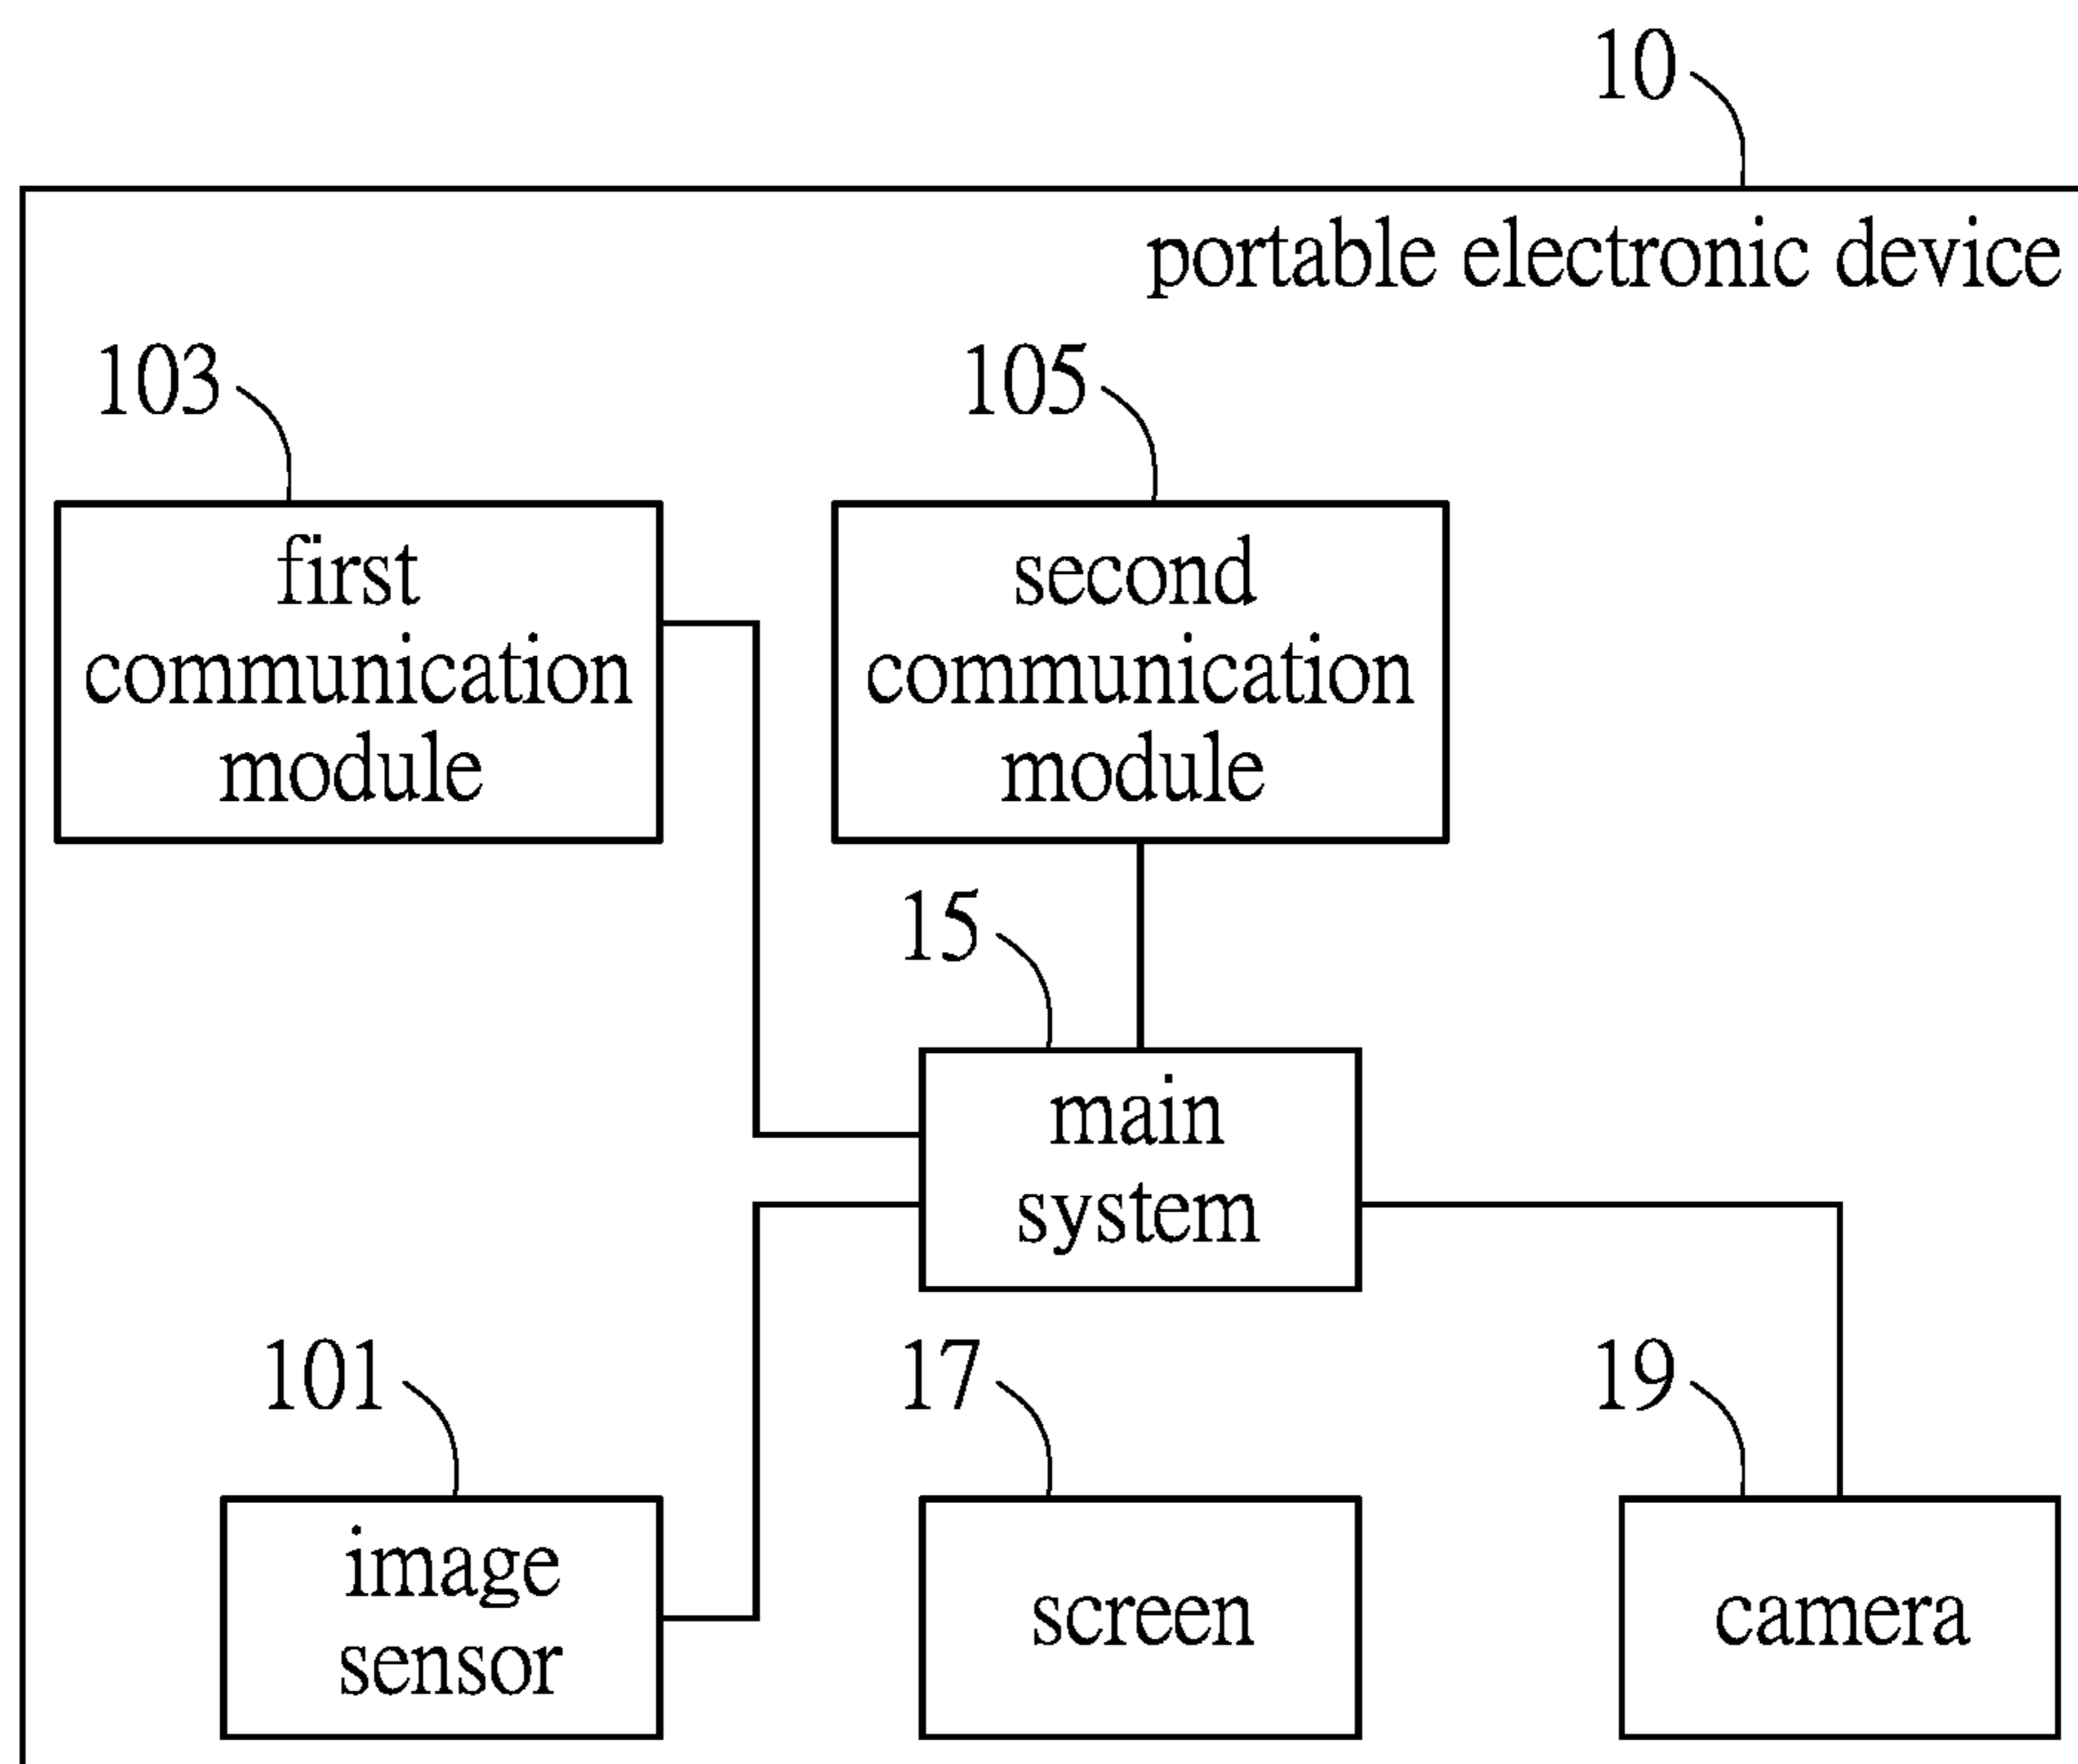 10
portable electronic device
103
105
first
communication
module
second
communication
module
15
main
system
101
17
19
image
sensor
screen
camera